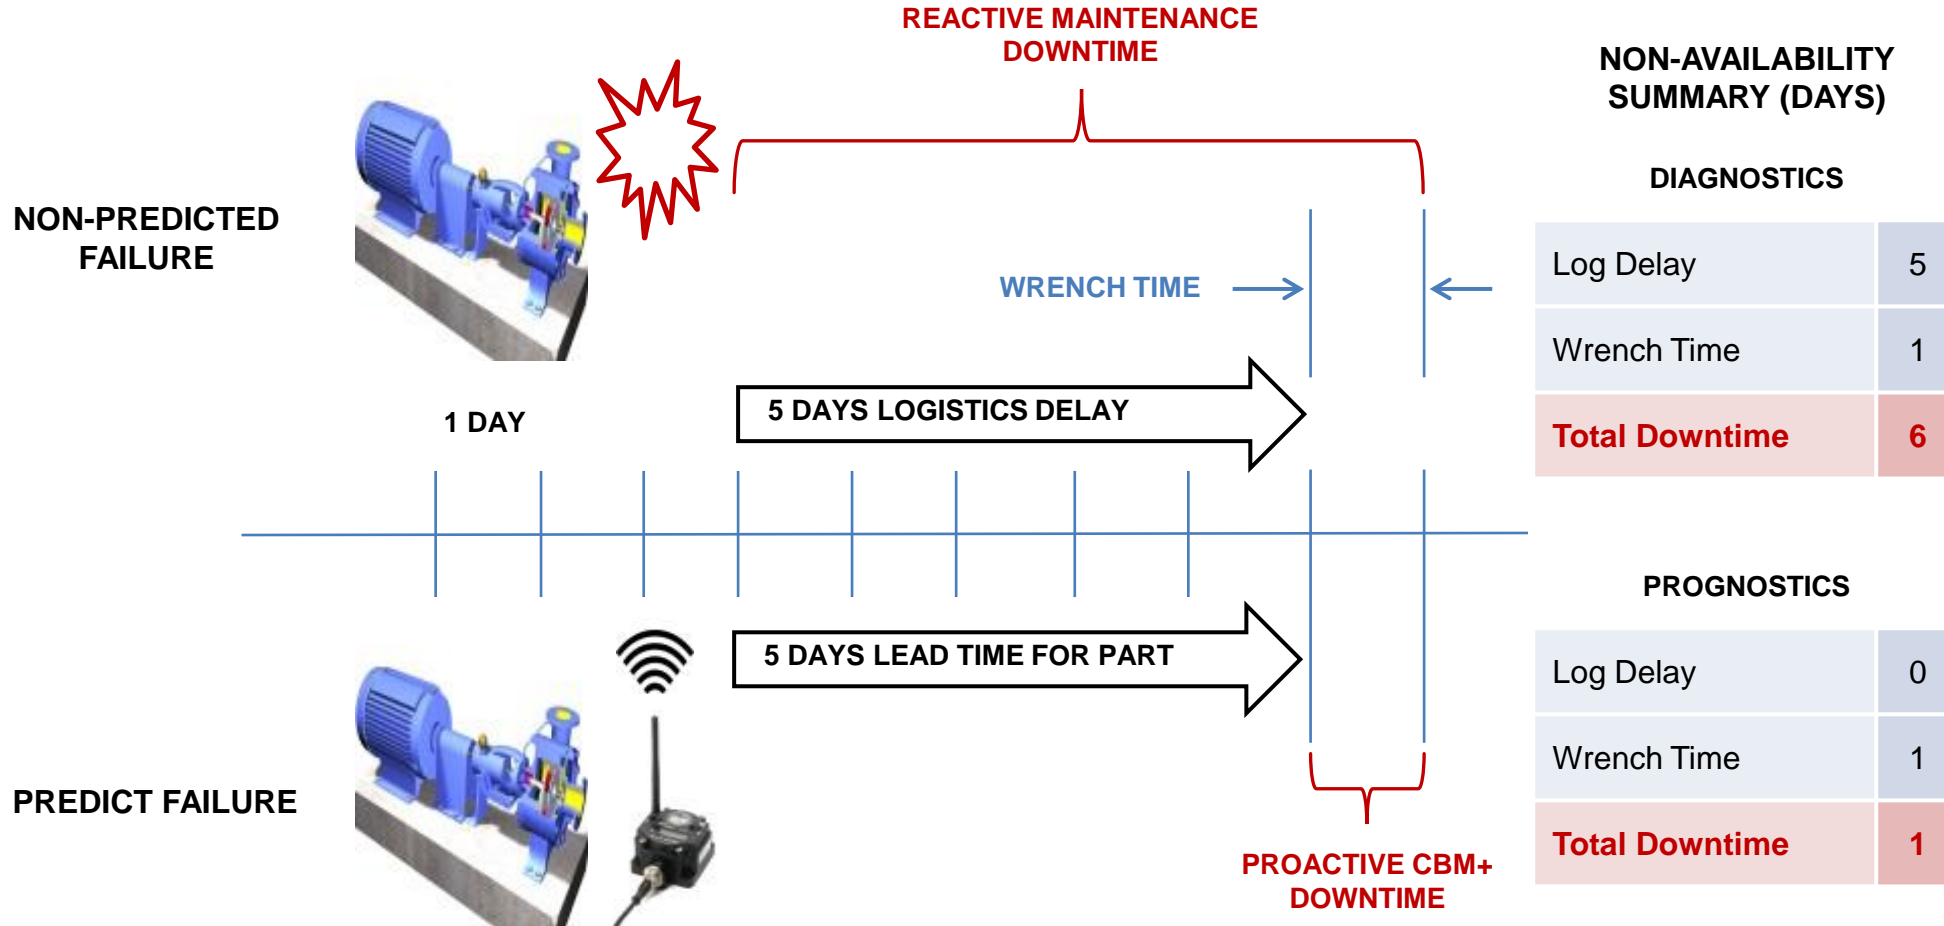 REACTIVE MAINTENANCE
DOWNTIME
NON-AVAILABILITY
SUMMARY (DAYS)
DIAGNOSTICS
NON-PREDICTED
FAILURE
Log Delay 5
WRENCH TIME
Wrench Time 1
1 DAY
5 DAYS LOGISTICS DELAY
Total Downtime 6
PROGNOSTICS
5 DAYS LEAD TIME FOR PART
Log Delay 0
Wrench Time 1
PREDICT FAILURE
Total Downtime 1
PROACTIVE CBM+
DOWNTIME